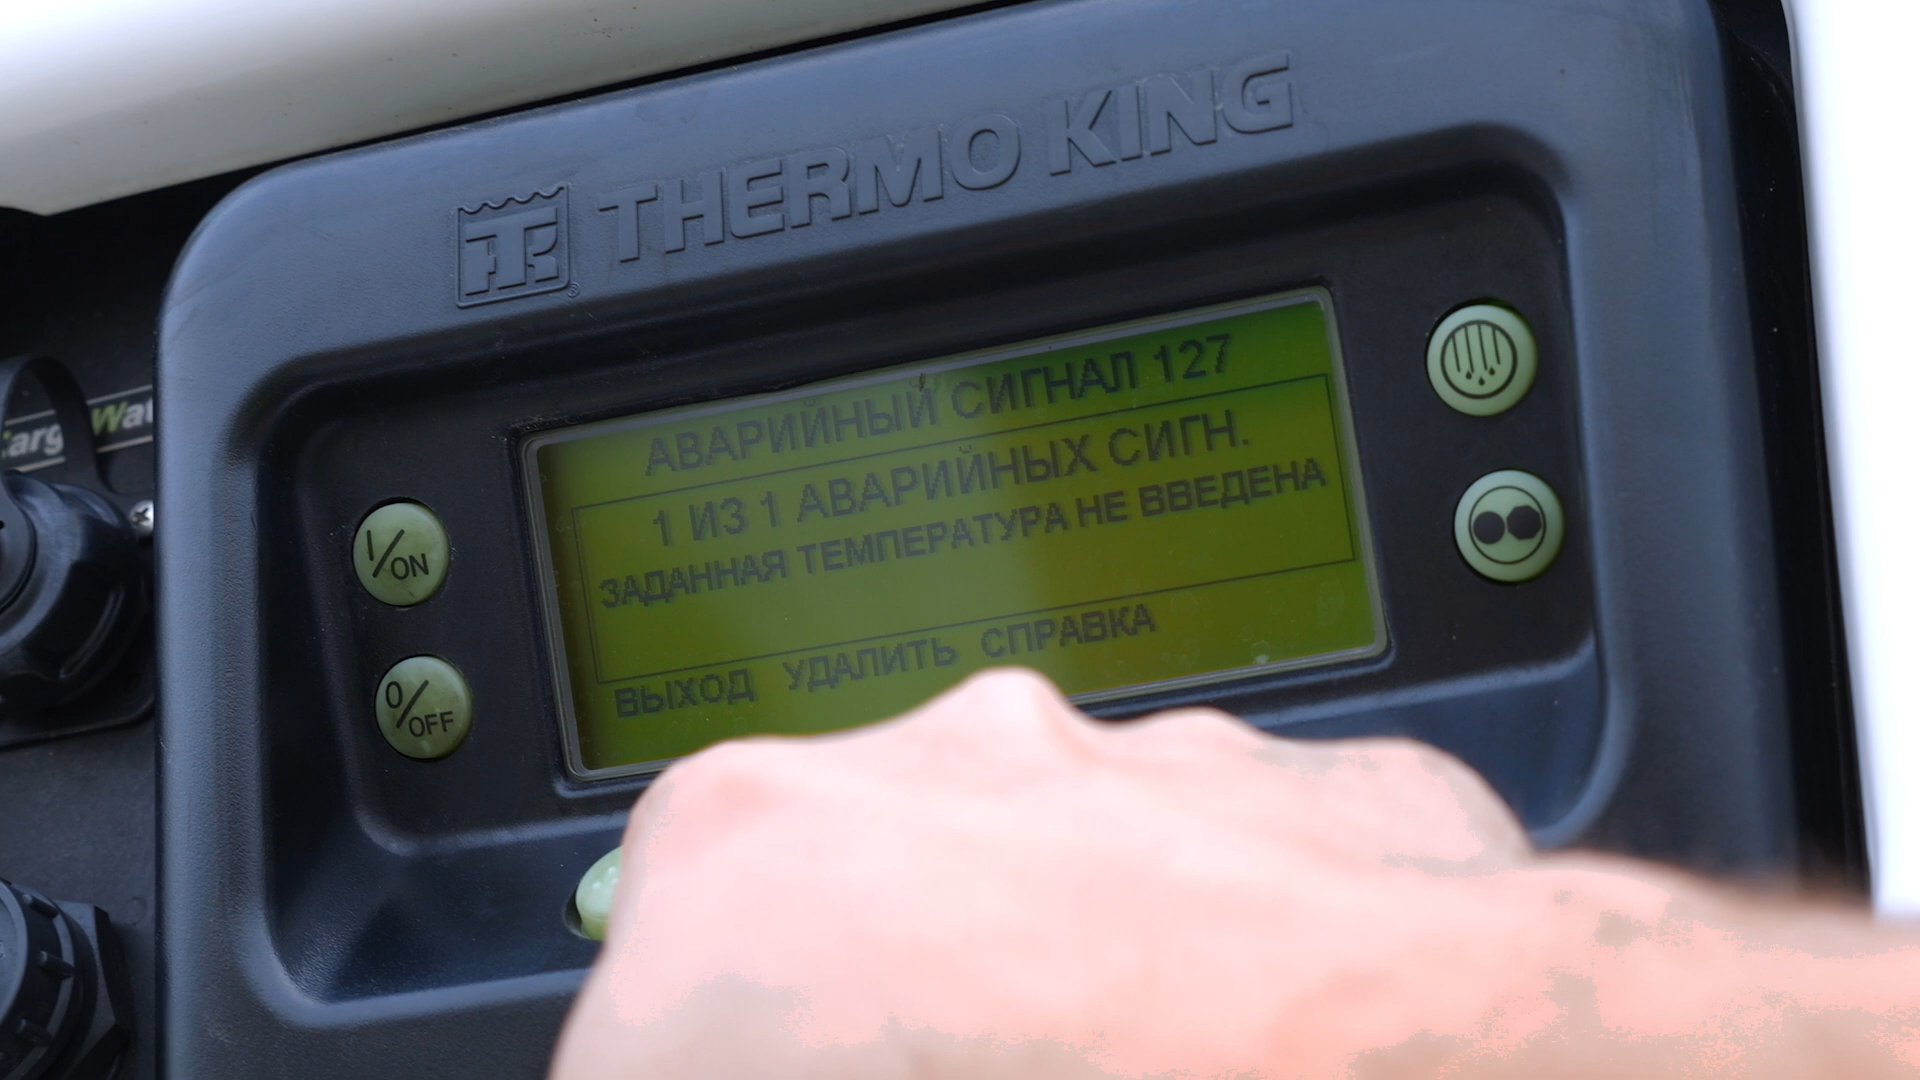 THERMO KING
TK
®
АВАРИЙНЫЙ СИГНАЛ 127
1 ИЗ 1 АВАРИЙНЫХ СИГН.
ЗАДАННАЯ ТЕМПЕРАТУРА НЕ ВВЕДЕНА
ВЫХОД УДАЛИТЬ СПРАВКА
I/ON
0/OFF